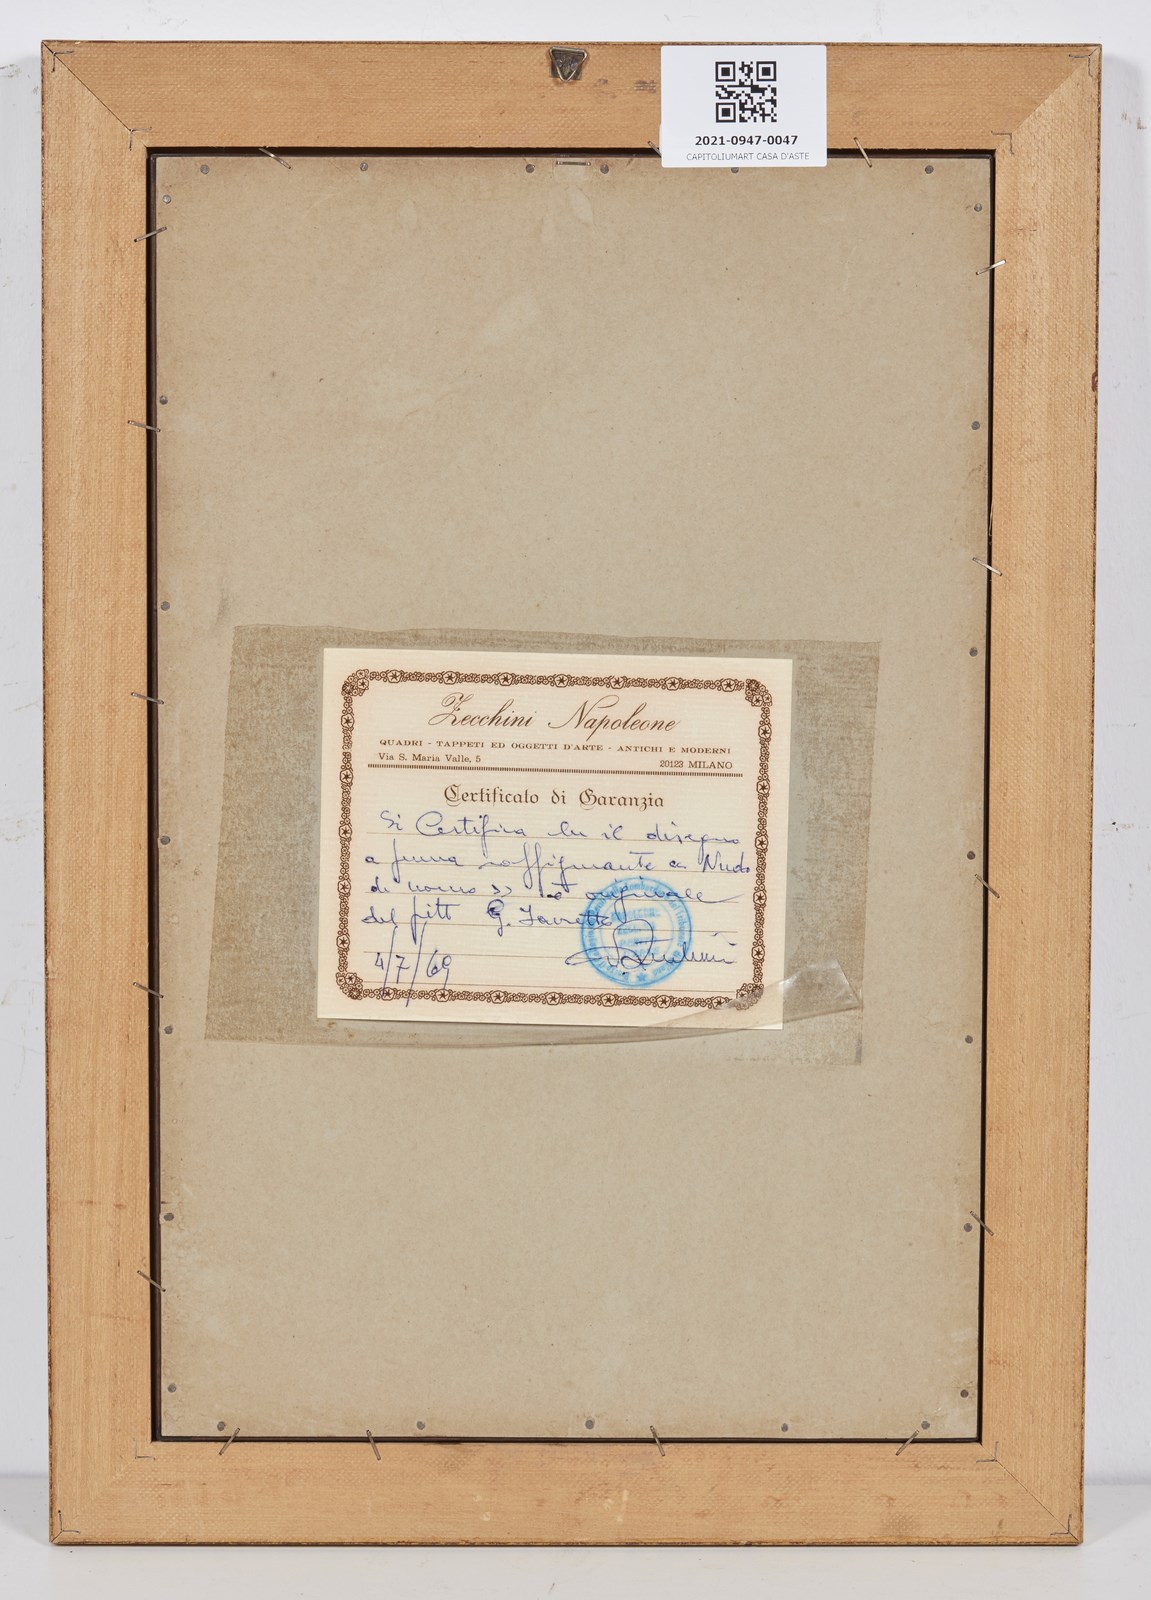 2021-0947-0047
CAPITOLIUMART CASA D'ASTE
Zecchini Napoleone
QUADRI - TAPPETI ED OGGETTI D'ARTE - ANTICHI E MODERNI
Via S. Maria Valle, 5 20123 MILANO
Certificato di Garanzia
Si Certifica che il disegno
a penna raffigurante « Nudo
di uomo » è originale
del pitt G. Favretto
4/7/69